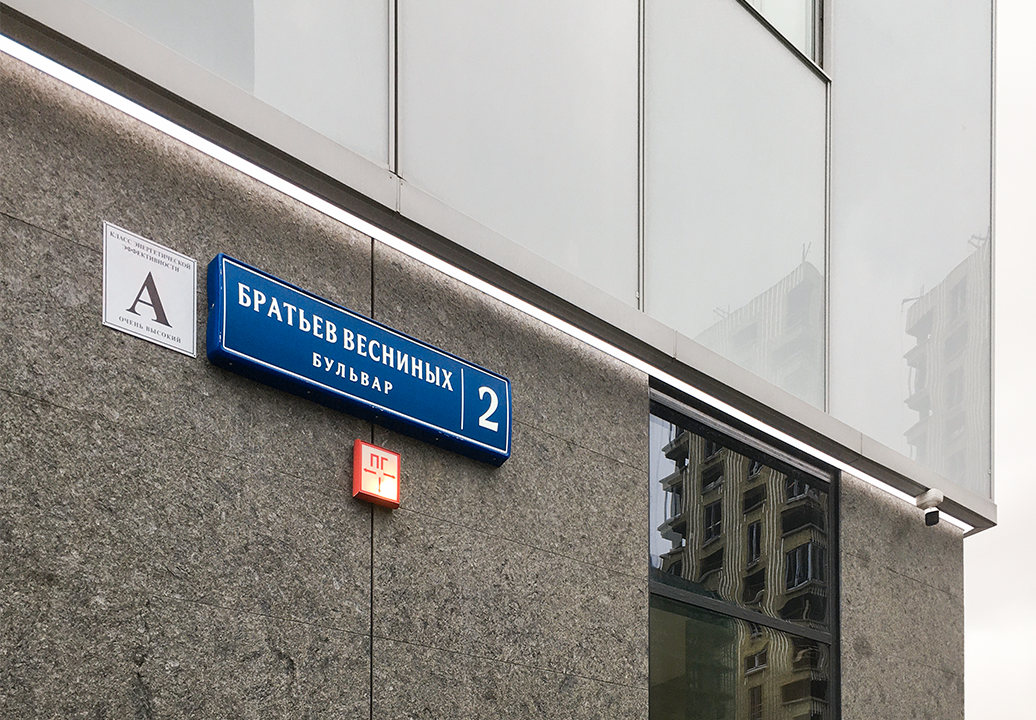 КЛАСС ЭНЕРГЕТИЧЕСКОЙ
ЭФФЕКТИВНОСТИ
А
ОЧЕНЬ ВЫСОКИЙ
БРАТЬЕВ ВЕСНИНЫХ
БУЛЬВАР
2
ПГ